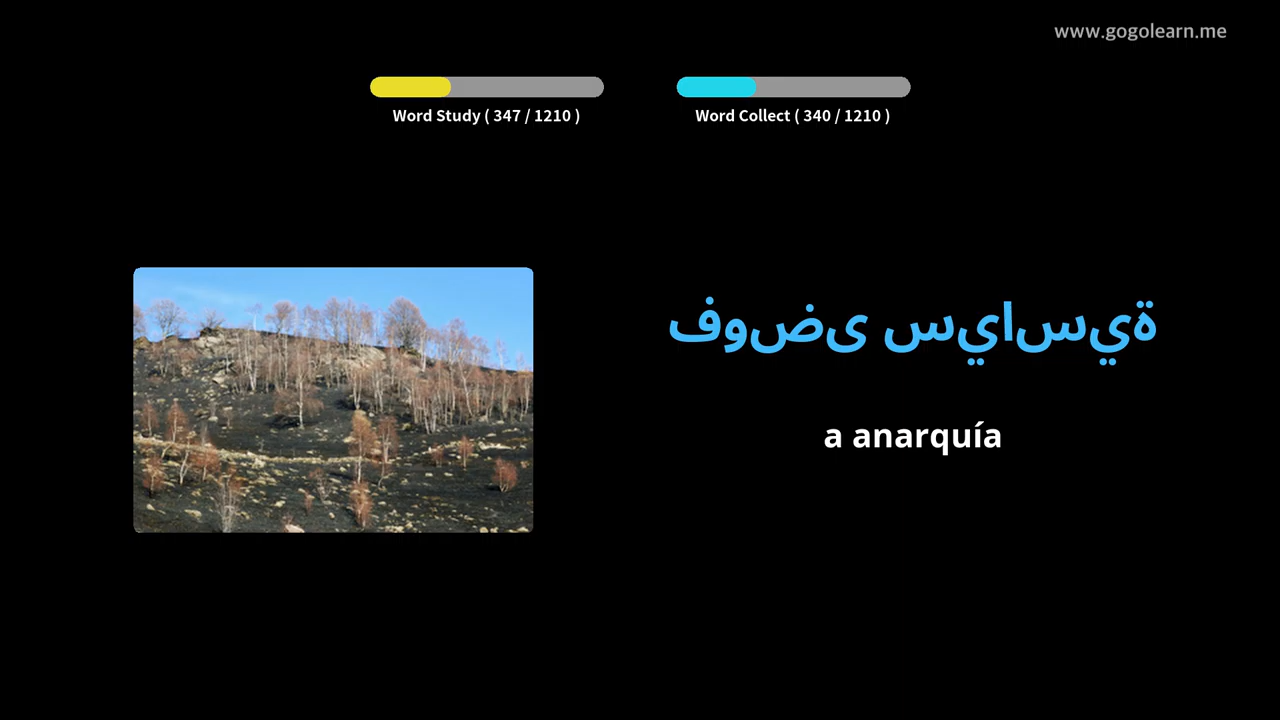 www.gogolearn.me
Word Study ( 347 / 1210 )
Word Collect ( 340 / 1210 )
فوضى سياسية
a anarquía